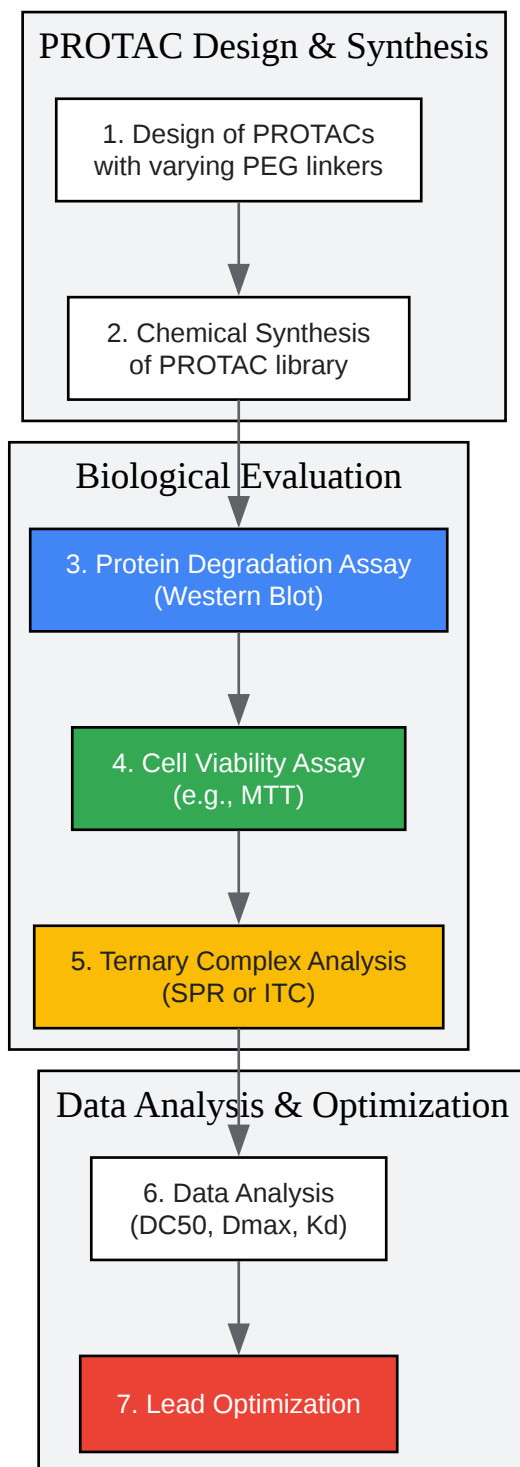 PROTAC Design & Synthesis
1. Design of PROTACs
with varying PEG linkers
2. Chemical Synthesis
of PROTAC library
Biological Evaluation
3. Protein Degradation Assay
(Western Blot)
4. Cell Viability Assay
(e.g., MTT)
5. Ternary Complex Analysis
(SPR or ITC)
Data Analysis & Optimization
6. Data Analysis
(DC50, Dmax, Kd)
7. Lead Optimization